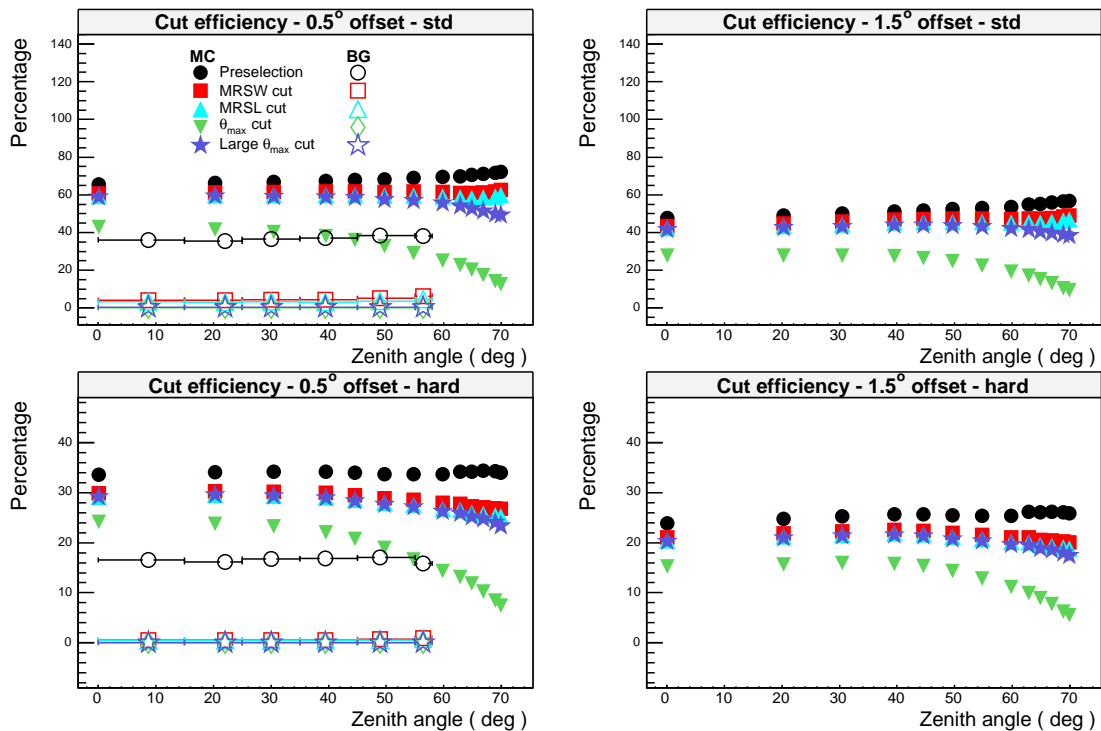 Cut efficiency - 0.5° offset - std
Percentage
140
120
100
80
60
40
20
0
MC BG
Preselection
MRSW cut
MRSL cut
θmax cut
Large θmax cut
0 10 20 30 40 50 60 70
Zenith angle ( deg )
Cut efficiency - 1.5° offset - std
Percentage
140
120
100
80
60
40
20
0
0 10 20 30 40 50 60 70
Zenith angle ( deg )
Cut efficiency - 0.5° offset - hard
Percentage
40
30
20
10
0
0 10 20 30 40 50 60 70
Zenith angle ( deg )
Cut efficiency - 1.5° offset - hard
Percentage
40
30
20
10
0
0 10 20 30 40 50 60 70
Zenith angle ( deg )